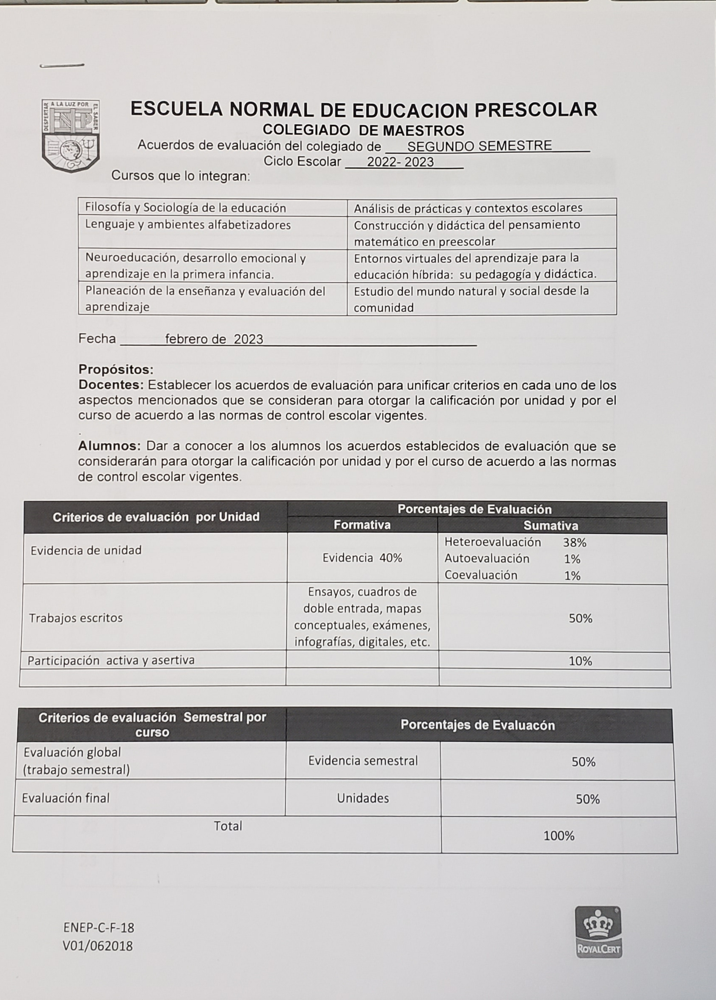 DESPERTAR A LA LUZ POR EL SABER
ESCUELA NORMAL DE EDUCACION PRESCOLAR
COLEGIADO DE MAESTROS
Acuerdos de evaluación del colegiado de SEGUNDO SEMESTRE
Ciclo Escolar 2022- 2023
Cursos que lo integran:
Filosofía y Sociología de la educación
Análisis de prácticas y contextos escolares
Lenguaje y ambientes alfabetizadores
Construcción y didáctica del pensamiento
matemático en preescolar
Neuroeducación, desarrollo emocional y
aprendizaje en la primera infancia.
Entornos virtuales del aprendizaje para la
educación híbrida: su pedagogía y didáctica.
Planeación de la enseñanza y evaluación del
aprendizaje
Estudio del mundo natural y social desde la
comunidad
Fecha febrero de 2023
Propósitos:
Docentes: Establecer los acuerdos de evaluación para unificar criterios en cada uno de los
aspectos mencionados que se consideran para otorgar la calificación por unidad y por el
curso de acuerdo a las normas de control escolar vigentes.
.
Alumnos: Dar a conocer a los alumnos los acuerdos establecidos de evaluación que se
considerarán para otorgar la calificación por unidad y por el curso de acuerdo a las normas
de control escolar vigentes.
Criterios de evaluación por Unidad
Porcentajes de Evaluación
Formativa
Sumativa
Evidencia de unidad
Evidencia 40%
Heteroevaluación 38%
Autoevaluación 1%
Coevaluación 1%
Trabajos escritos
Ensayos, cuadros de
doble entrada, mapas
conceptuales, exámenes,
infografías, digitales, etc.
50%
Participación activa y asertiva
10%
Criterios de evaluación Semestral por
curso
Porcentajes de Evaluacón
Evaluación global
(trabajo semestral)
Evidencia semestral
50%
Evaluación final
Unidades
50%
Total
100%
ENEP-C-F-18
V01/062018
ROYALCERT